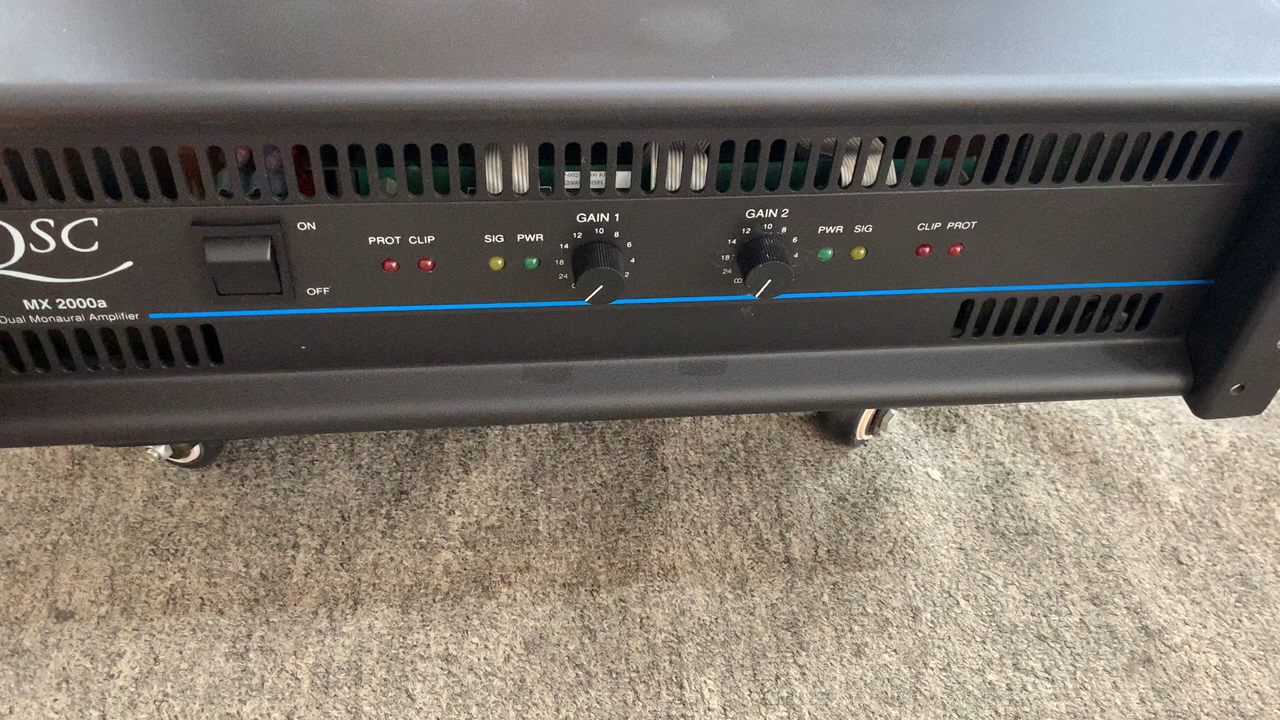 QSC
MX 2000a
Dual Monaural Amplifier
ON
OFF
PROT CLIP
SIG PWR
GAIN 1
12 10 8
14 6
18 4
24 2
GAIN 2
12 10 8
14 6
18 4
24
∞
PWR SIG
CLIP PROT